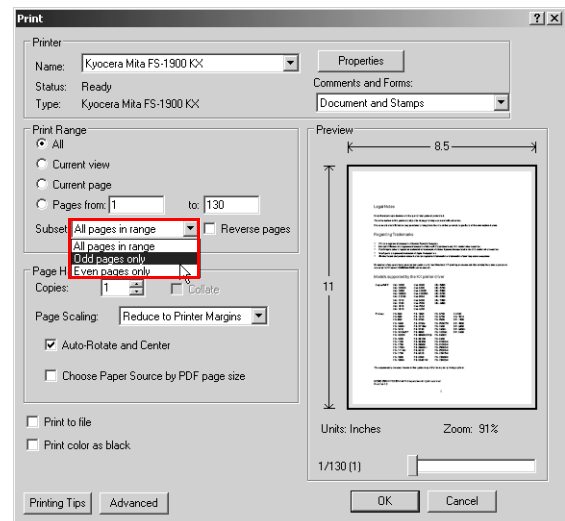 Print
Printer
Name: Kyocera Mita FS-1900 KX
Properties
Status: Ready
Comments and Forms:
Type: Kyocera Mita FS-1900 KX
Document and Stamps
Print Range
All
Current view
Current page
Pages from: 1 to: 130
Subset: All pages in range
Reverse pages
All pages in range
Odd pages only
Even pages only
Page H
Copies: 1
Collate
Page Scaling: Reduce to Printer Margins
Auto-Rotate and Center
Choose Paper Source by PDF page size
Print to file
Print color as black
Printing Tips
Advanced
Preview
8.5
11
Legal Notes
Regarding Trademarks
Units: Inches Zoom: 91%
1/130 (1)
OK
Cancel